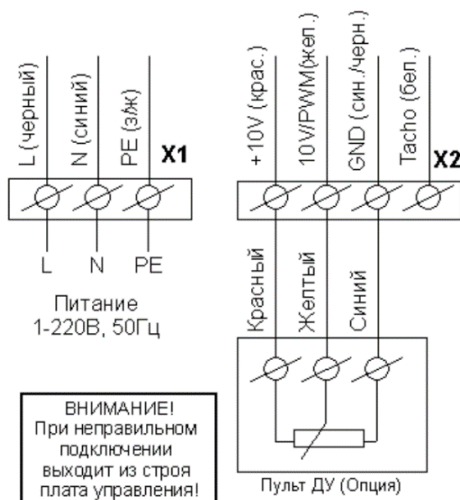 L (черный)
N (синий)
PE (з/ж)
X1
+10V (крас.)
10V/PWM(жел.)
GND (син./черн.)
Tacho (бел.)
X2
L
N
PE
Питание
1-220В, 50Гц
Красный
Желтый
Синий
ВНИМАНИЕ!
При неправильном
подключении
выходит из строя
плата управления!
Пульт ДУ (Опция)